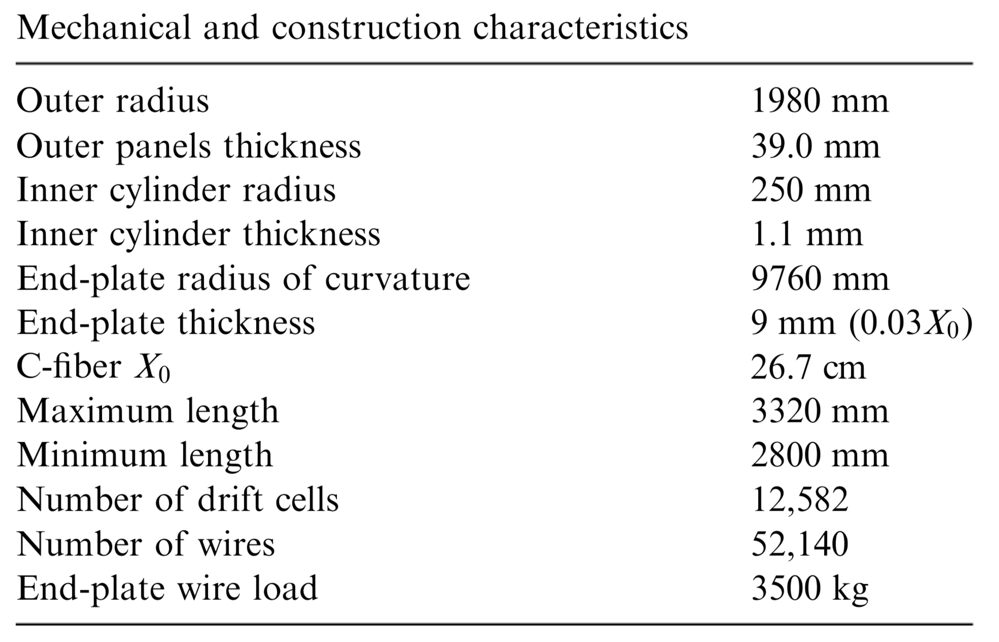 Mechanical and construction characteristics
Outer radius 1980 mm
Outer panels thickness 39.0 mm
Inner cylinder radius 250 mm
Inner cylinder thickness 1.1 mm
End-plate radius of curvature 9760 mm
End-plate thickness 9 mm (0.03X₀)
C-fiber X₀ 26.7 cm
Maximum length 3320 mm
Minimum length 2800 mm
Number of drift cells 12,582
Number of wires 52,140
End-plate wire load 3500 kg